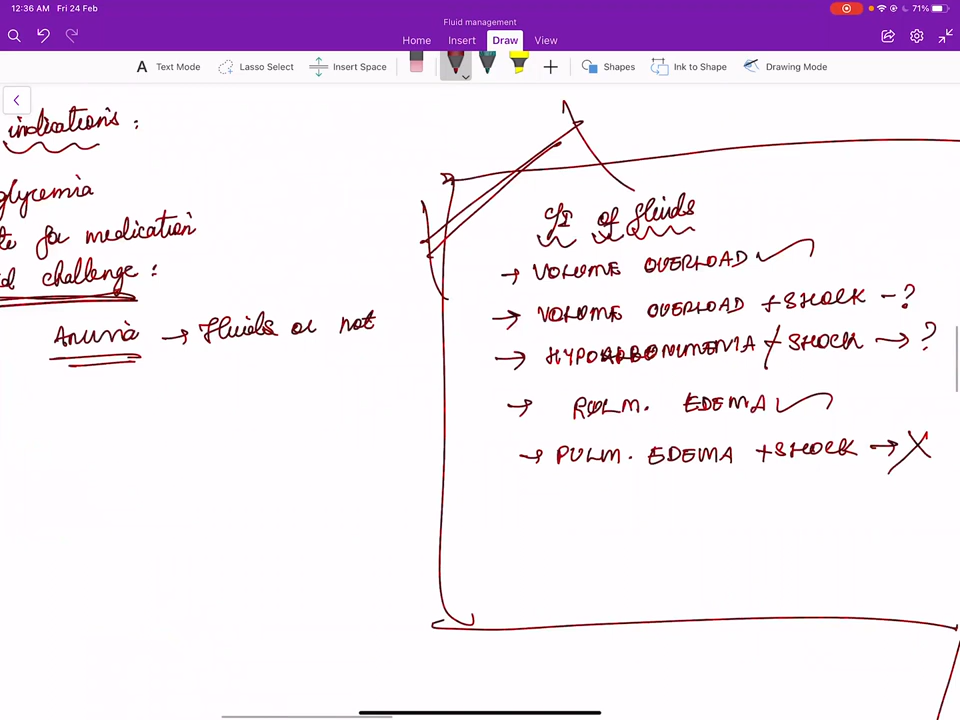 12:36 AM Fri 24 Feb
71%
Fluid management
Home Insert Draw View
Text Mode Lasso Select Insert Space Shapes Ink to Shape Drawing Mode
indications :
glycemia
te for medication
id challenge :
Anuria → Fluids or not
C/I of fluids
→ VOLUME OVERLOAD ✓
→ VOLUME OVERLOAD + SHOCK - ?
→ SHOCK → ?
→ PULM. EDEMA ✓
→ PULM. EDEMA + SHOCK → X